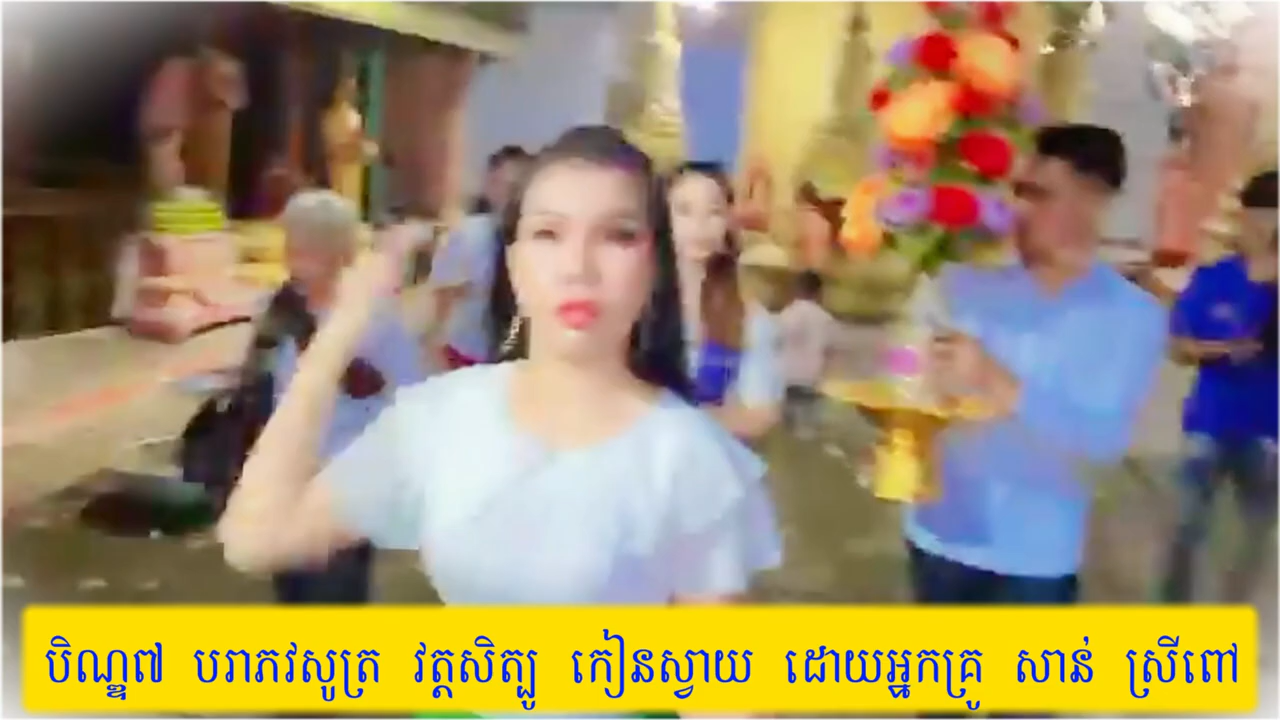 បិណ្ឌ៧ បរាភវសូត្រ វត្តសិត្បូ កៀនស្វាយ ដោយអ្នកគ្រូ សាន់ ស្រីពៅ